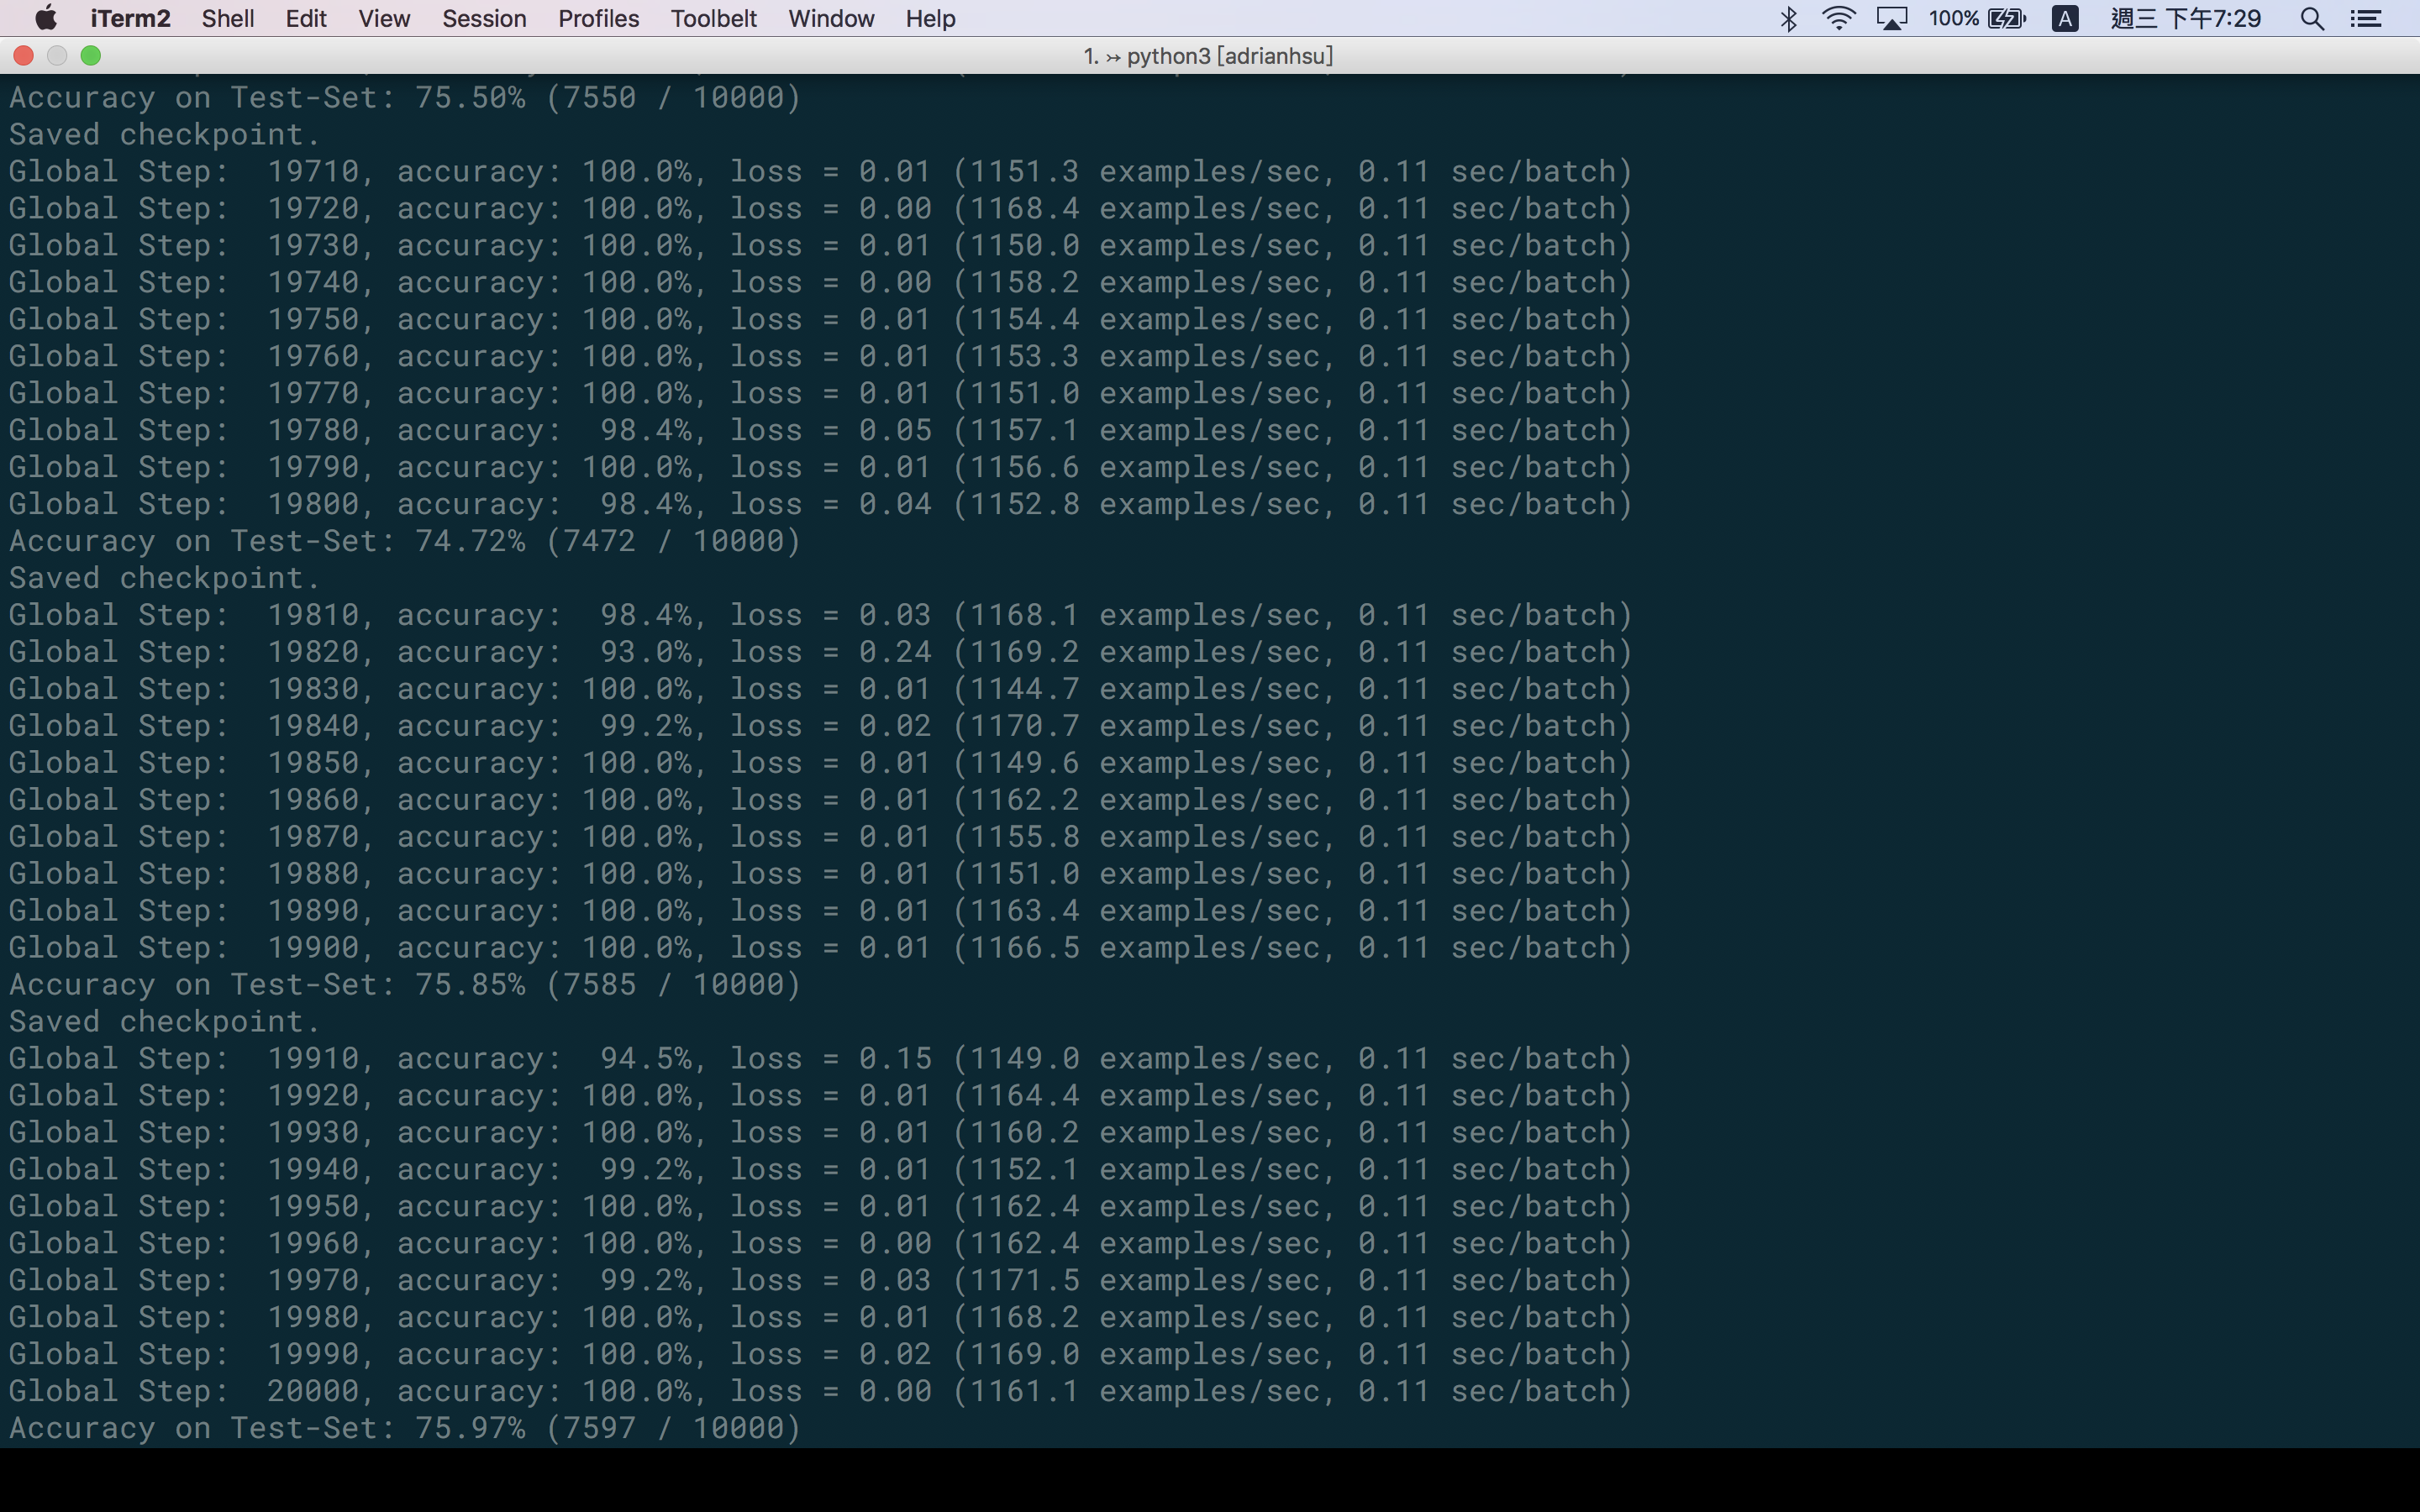 iTerm2 Shell Edit View Session Profiles Toolbelt Window Help 100% A 週三 下午7:29
1. ↣ python3 [adrianhsu]
Accuracy on Test-Set: 75.50% (7550 / 10000)
Saved checkpoint.
Global Step:  19710, accuracy: 100.0%, loss = 0.01 (1151.3 examples/sec, 0.11 sec/batch)
Global Step:  19720, accuracy: 100.0%, loss = 0.00 (1168.4 examples/sec, 0.11 sec/batch)
Global Step:  19730, accuracy: 100.0%, loss = 0.01 (1150.0 examples/sec, 0.11 sec/batch)
Global Step:  19740, accuracy: 100.0%, loss = 0.00 (1158.2 examples/sec, 0.11 sec/batch)
Global Step:  19750, accuracy: 100.0%, loss = 0.01 (1154.4 examples/sec, 0.11 sec/batch)
Global Step:  19760, accuracy: 100.0%, loss = 0.01 (1153.3 examples/sec, 0.11 sec/batch)
Global Step:  19770, accuracy: 100.0%, loss = 0.01 (1151.0 examples/sec, 0.11 sec/batch)
Global Step:  19780, accuracy:  98.4%, loss = 0.05 (1157.1 examples/sec, 0.11 sec/batch)
Global Step:  19790, accuracy: 100.0%, loss = 0.01 (1156.6 examples/sec, 0.11 sec/batch)
Global Step:  19800, accuracy:  98.4%, loss = 0.04 (1152.8 examples/sec, 0.11 sec/batch)
Accuracy on Test-Set: 74.72% (7472 / 10000)
Saved checkpoint.
Global Step:  19810, accuracy:  98.4%, loss = 0.03 (1168.1 examples/sec, 0.11 sec/batch)
Global Step:  19820, accuracy:  93.0%, loss = 0.24 (1169.2 examples/sec, 0.11 sec/batch)
Global Step:  19830, accuracy: 100.0%, loss = 0.01 (1144.7 examples/sec, 0.11 sec/batch)
Global Step:  19840, accuracy:  99.2%, loss = 0.02 (1170.7 examples/sec, 0.11 sec/batch)
Global Step:  19850, accuracy: 100.0%, loss = 0.01 (1149.6 examples/sec, 0.11 sec/batch)
Global Step:  19860, accuracy: 100.0%, loss = 0.01 (1162.2 examples/sec, 0.11 sec/batch)
Global Step:  19870, accuracy: 100.0%, loss = 0.01 (1155.8 examples/sec, 0.11 sec/batch)
Global Step:  19880, accuracy: 100.0%, loss = 0.01 (1151.0 examples/sec, 0.11 sec/batch)
Global Step:  19890, accuracy: 100.0%, loss = 0.01 (1163.4 examples/sec, 0.11 sec/batch)
Global Step:  19900, accuracy: 100.0%, loss = 0.01 (1166.5 examples/sec, 0.11 sec/batch)
Accuracy on Test-Set: 75.85% (7585 / 10000)
Saved checkpoint.
Global Step:  19910, accuracy:  94.5%, loss = 0.15 (1149.0 examples/sec, 0.11 sec/batch)
Global Step:  19920, accuracy: 100.0%, loss = 0.01 (1164.4 examples/sec, 0.11 sec/batch)
Global Step:  19930, accuracy: 100.0%, loss = 0.01 (1160.2 examples/sec, 0.11 sec/batch)
Global Step:  19940, accuracy:  99.2%, loss = 0.01 (1152.1 examples/sec, 0.11 sec/batch)
Global Step:  19950, accuracy: 100.0%, loss = 0.01 (1162.4 examples/sec, 0.11 sec/batch)
Global Step:  19960, accuracy: 100.0%, loss = 0.00 (1162.4 examples/sec, 0.11 sec/batch)
Global Step:  19970, accuracy:  99.2%, loss = 0.03 (1171.5 examples/sec, 0.11 sec/batch)
Global Step:  19980, accuracy: 100.0%, loss = 0.01 (1168.2 examples/sec, 0.11 sec/batch)
Global Step:  19990, accuracy: 100.0%, loss = 0.02 (1169.0 examples/sec, 0.11 sec/batch)
Global Step:  20000, accuracy: 100.0%, loss = 0.00 (1161.1 examples/sec, 0.11 sec/batch)
Accuracy on Test-Set: 75.97% (7597 / 10000)